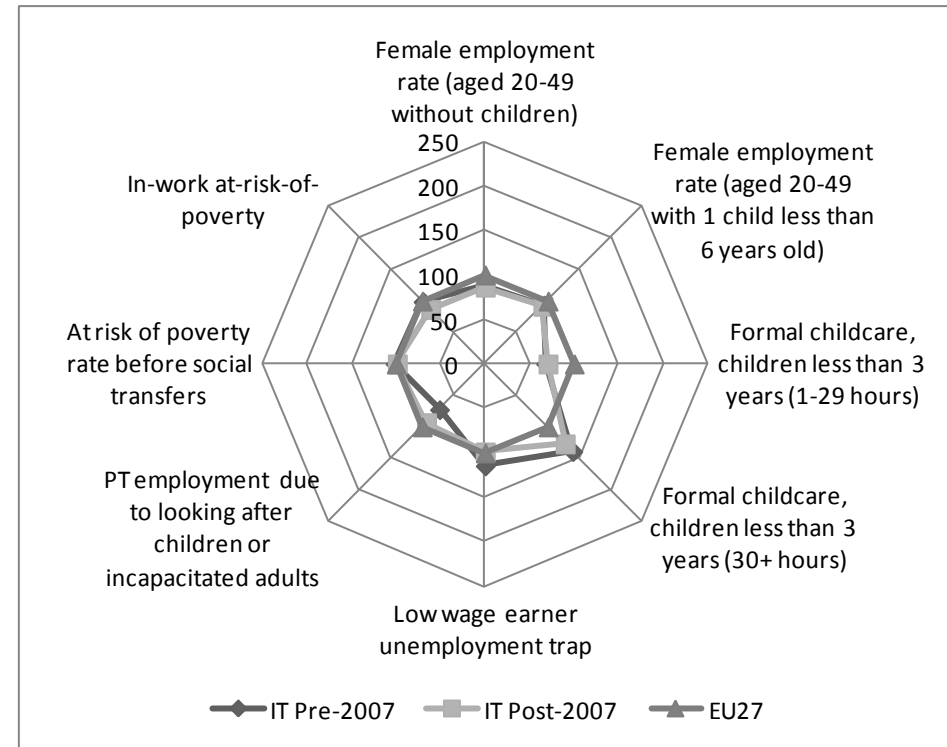 Female employment
rate (aged 20-49
without children)
Female employment
rate (aged 20-49
with 1 child less than
6 years old)
Formal childcare,
children less than 3
years (1-29 hours)
Formal childcare,
children less than 3
years (30+ hours)
Low wage earner
unemployment trap
PT employment due
to looking after
children or
incapacitated adults
At risk of poverty
rate before social
transfers
In-work at-risk-of-
poverty
250
200
150
100
50
0
IT Pre-2007
IT Post-2007
EU27